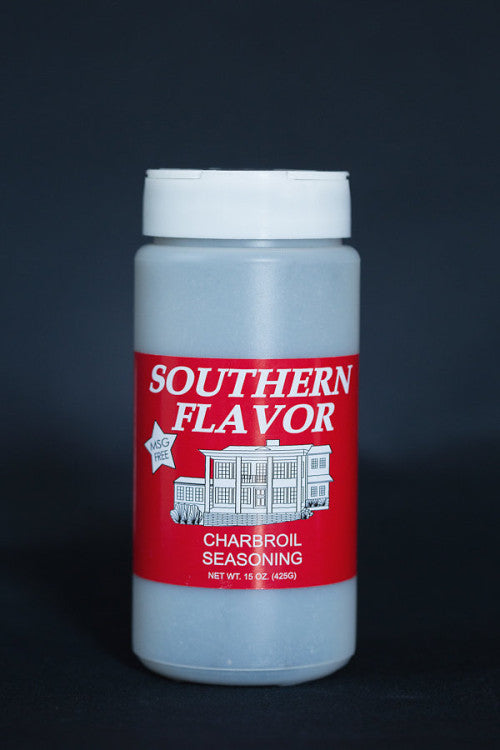 SOUTHERN
FLAVOR
MSG
FREE
CHARBROIL
SEASONING
NET WT. 15 OZ. (425G)